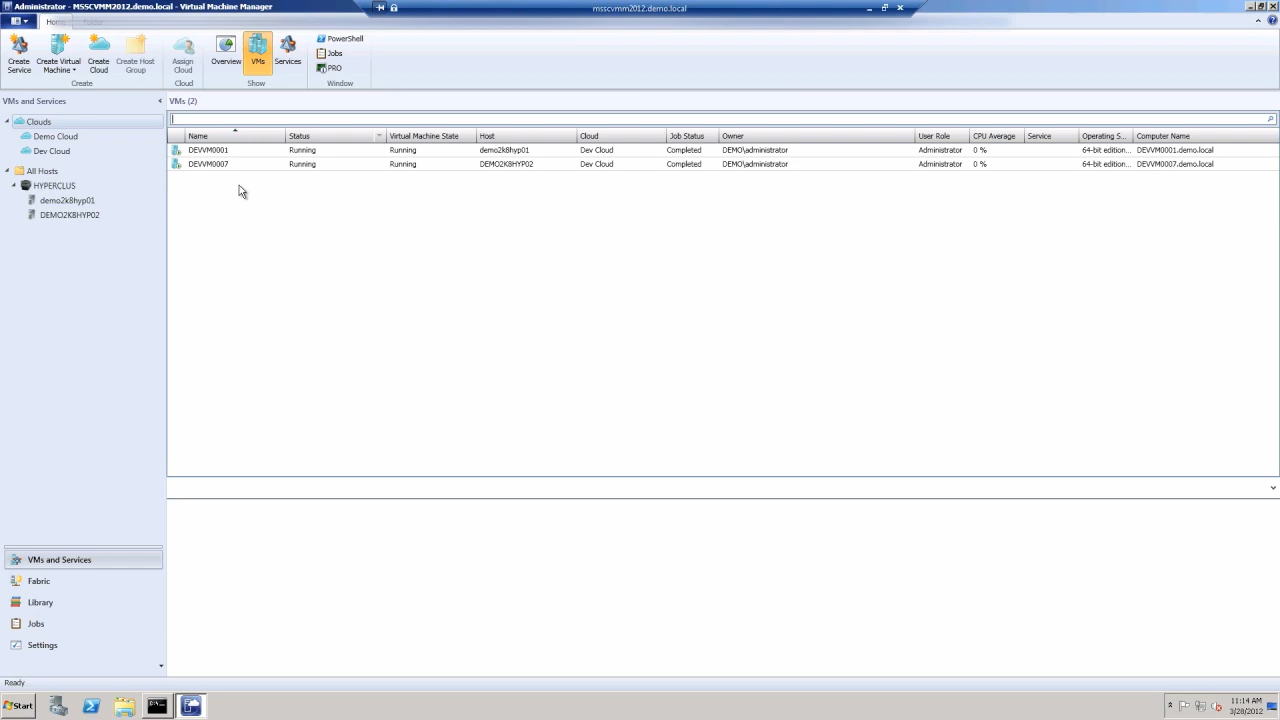 Administrator - MSSCVMM2012.demo.local - Virtual Machine Manager
msscvmm2012.demo.local
Home Folder
Create Service
Create Virtual Machine
Create Cloud
Create Host Group
Assign Cloud
Overview
VMs
Services
PowerShell
Jobs
PRO
Create
Cloud
Show
Window
VMs and Services
VMs (2)
Clouds
Demo Cloud
Dev Cloud
All Hosts
HYPERCLUS
demo2k8hyp01
DEMO2K8HYP02
Name Status Virtual Machine State Host Cloud Job Status Owner User Role CPU Average Service Operating S... Computer Name
DEVVM0001 Running Running demo2k8hyp01 Dev Cloud Completed DEMO\administrator Administrator 0 % 64-bit edition... DEVVM0001.demo.local
DEVVM0007 Running Running DEMO2K8HYP02 Dev Cloud Completed DEMO\administrator Administrator 0 % 64-bit edition... DEVVM0007.demo.local
VMs and Services
Fabric
Library
Jobs
Settings
Ready
Start
11:14 AM
3/28/2012